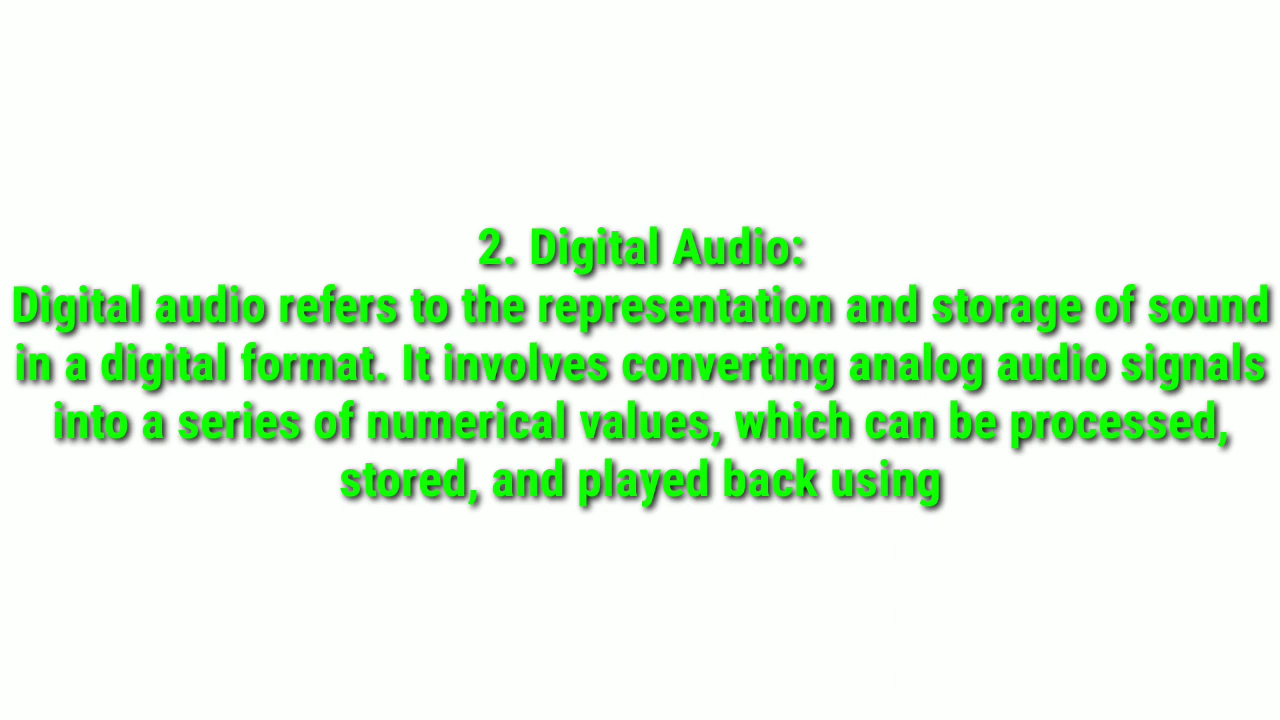 2. Digital Audio:
Digital audio refers to the representation and storage of sound
in a digital format. It involves converting analog audio signals
into a series of numerical values, which can be processed,
stored, and played back using